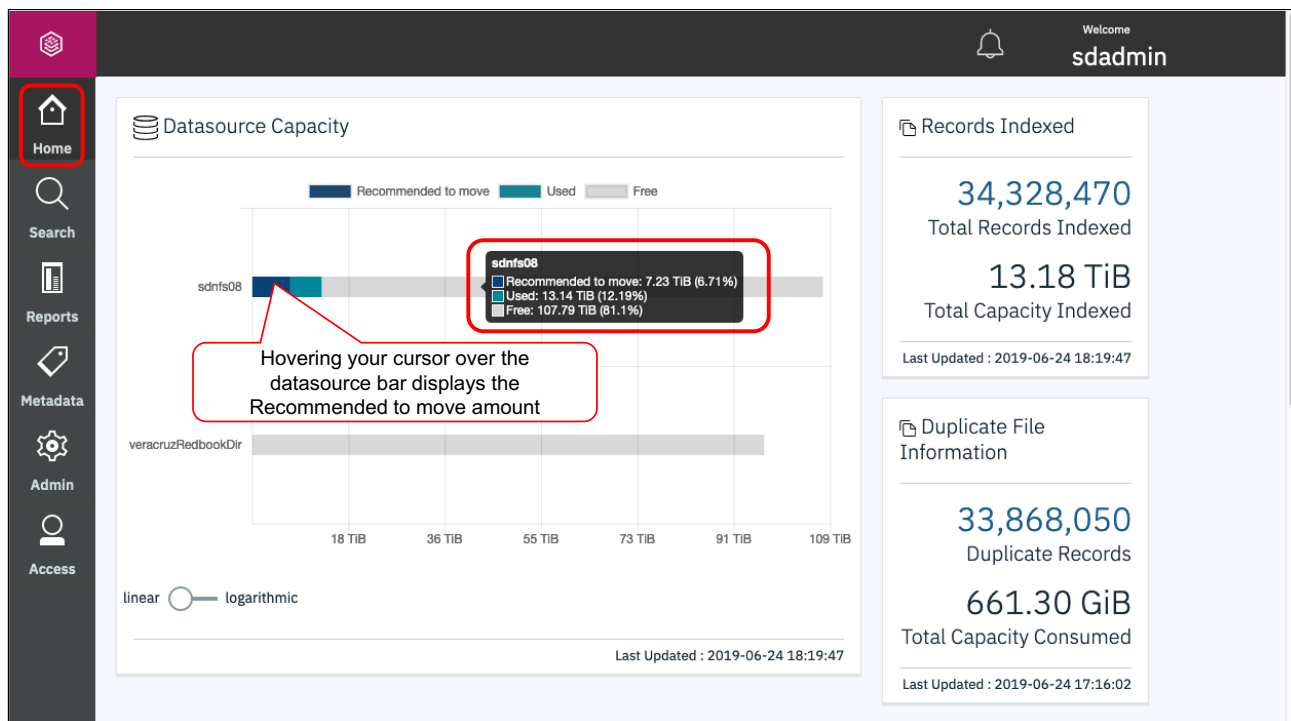 Welcome
sdadmin
Home
Search
Reports
Metadata
Admin
Access
Datasource Capacity
Recommended to move
Used
Free
sdnfs08
sdnfs08
Recommended to move: 7.23 TiB (6.71%)
Used: 13.14 TiB (12.19%)
Free: 107.79 TiB (81.1%)
Hovering your cursor over the
datasource bar displays the
Recommended to move amount
veracruzRedbookDir
18 TiB
36 TiB
55 TiB
73 TiB
91 TiB
109 TiB
linear
logarithmic
Last Updated : 2019-06-24 18:19:47
Records Indexed
34,328,470
Total Records Indexed
13.18 TiB
Total Capacity Indexed
Last Updated : 2019-06-24 18:19:47
Duplicate File
Information
33,868,050
Duplicate Records
661.30 GiB
Total Capacity Consumed
Last Updated : 2019-06-24 17:16:02